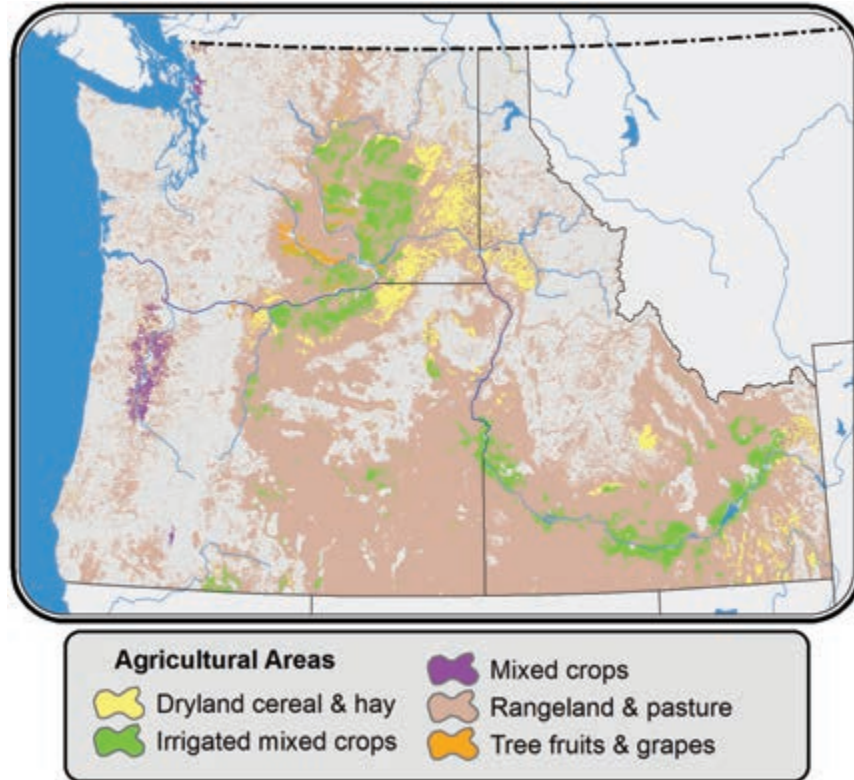 Agricultural Areas
Dryland cereal & hay
Irrigated mixed crops
Mixed crops
Rangeland & pasture
Tree fruits & grapes